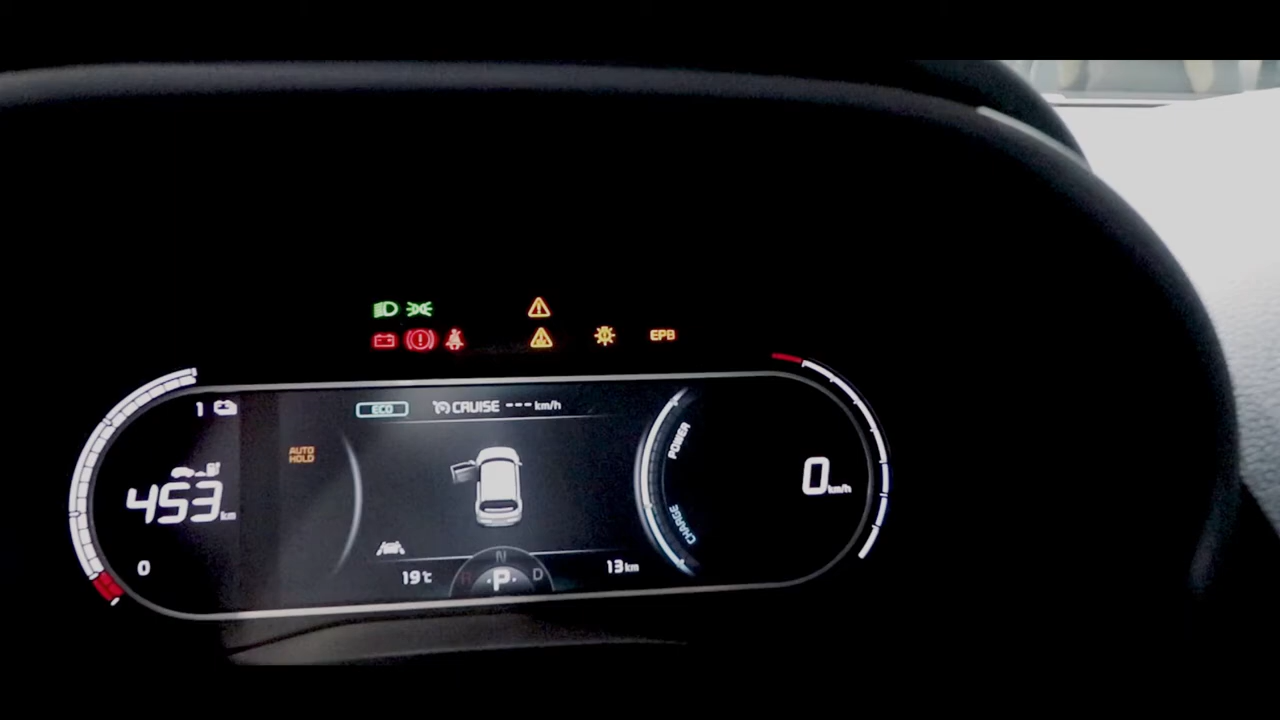 EPB
1
ECO
CRUISE --- km/h
AUTO
HOLD
POWER
453 km
0 km/h
CHARGE
0
19℃
R
N
P
D
13 km